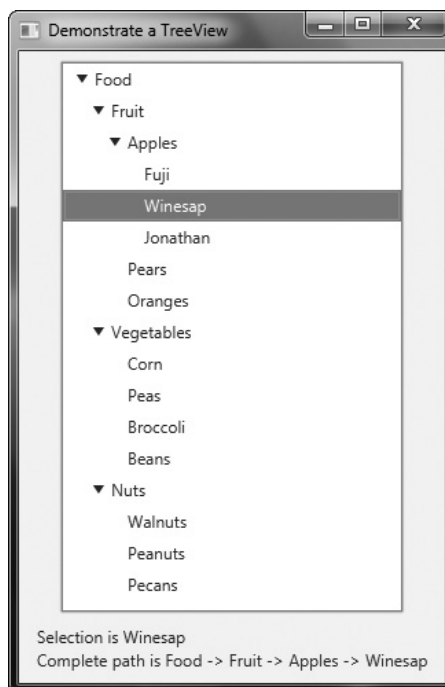 Demonstrate a TreeView
Food
Fruit
Apples
Fuji
Winesap
Jonathan
Pears
Oranges
Vegetables
Corn
Peas
Broccoli
Beans
Nuts
Walnuts
Peanuts
Pecans
Selection is Winesap
Complete path is Food -> Fruit -> Apples -> Winesap